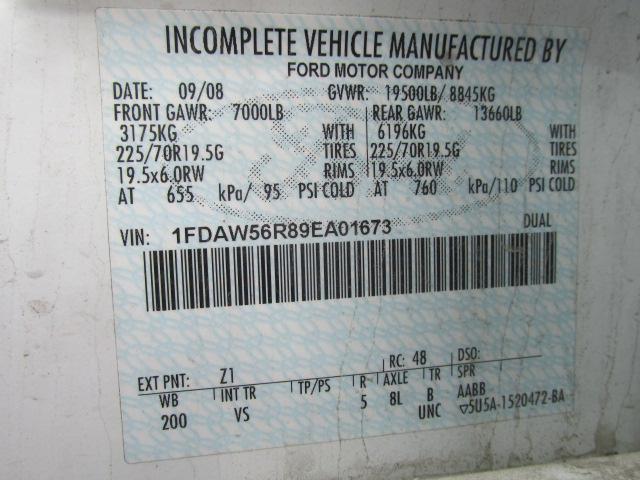 INCOMPLETE VEHICLE MANUFACTURED BY
FORD MOTOR COMPANY
DATE: 09/08 GVWR: 19500LB/ 8845KG
FRONT GAWR: 7000LB REAR GAWR: 13660LB
3175KG WITH 6196KG WITH
225/70R19.5G TIRES 225/70R19.5G TIRES
19.5x6.0RW RIMS 19.5x6.0RW RIMS
AT 655 kPa/ 95 PSI COLD AT 760 kPa/110 PSI COLD
VIN: 1FDAW56R89EA01673 DUAL
EXT PNT: Z1 RC: 48 DSO:
WB INT TR TP/PS R AXLE TR SPR
200 VS 5 8L B AABB
UNC ▽5U5A-1520472-BA